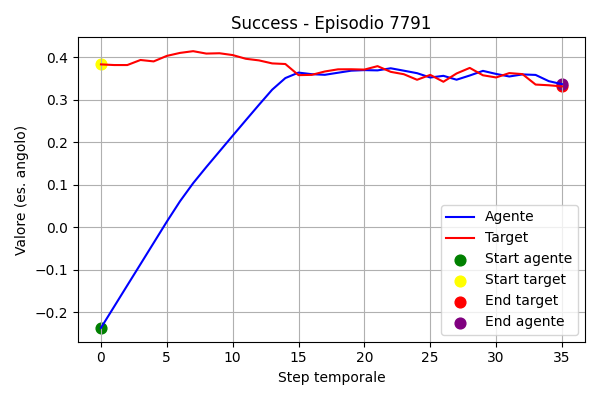 Success - Episodio 7791
Valore (es. angolo)
0.4
0.3
0.2
0.1
0.0
−0.1
−0.2
Agente
Target
Start agente
Start target
End target
End agente
0 5 10 15 20 25 30 35
Step temporale